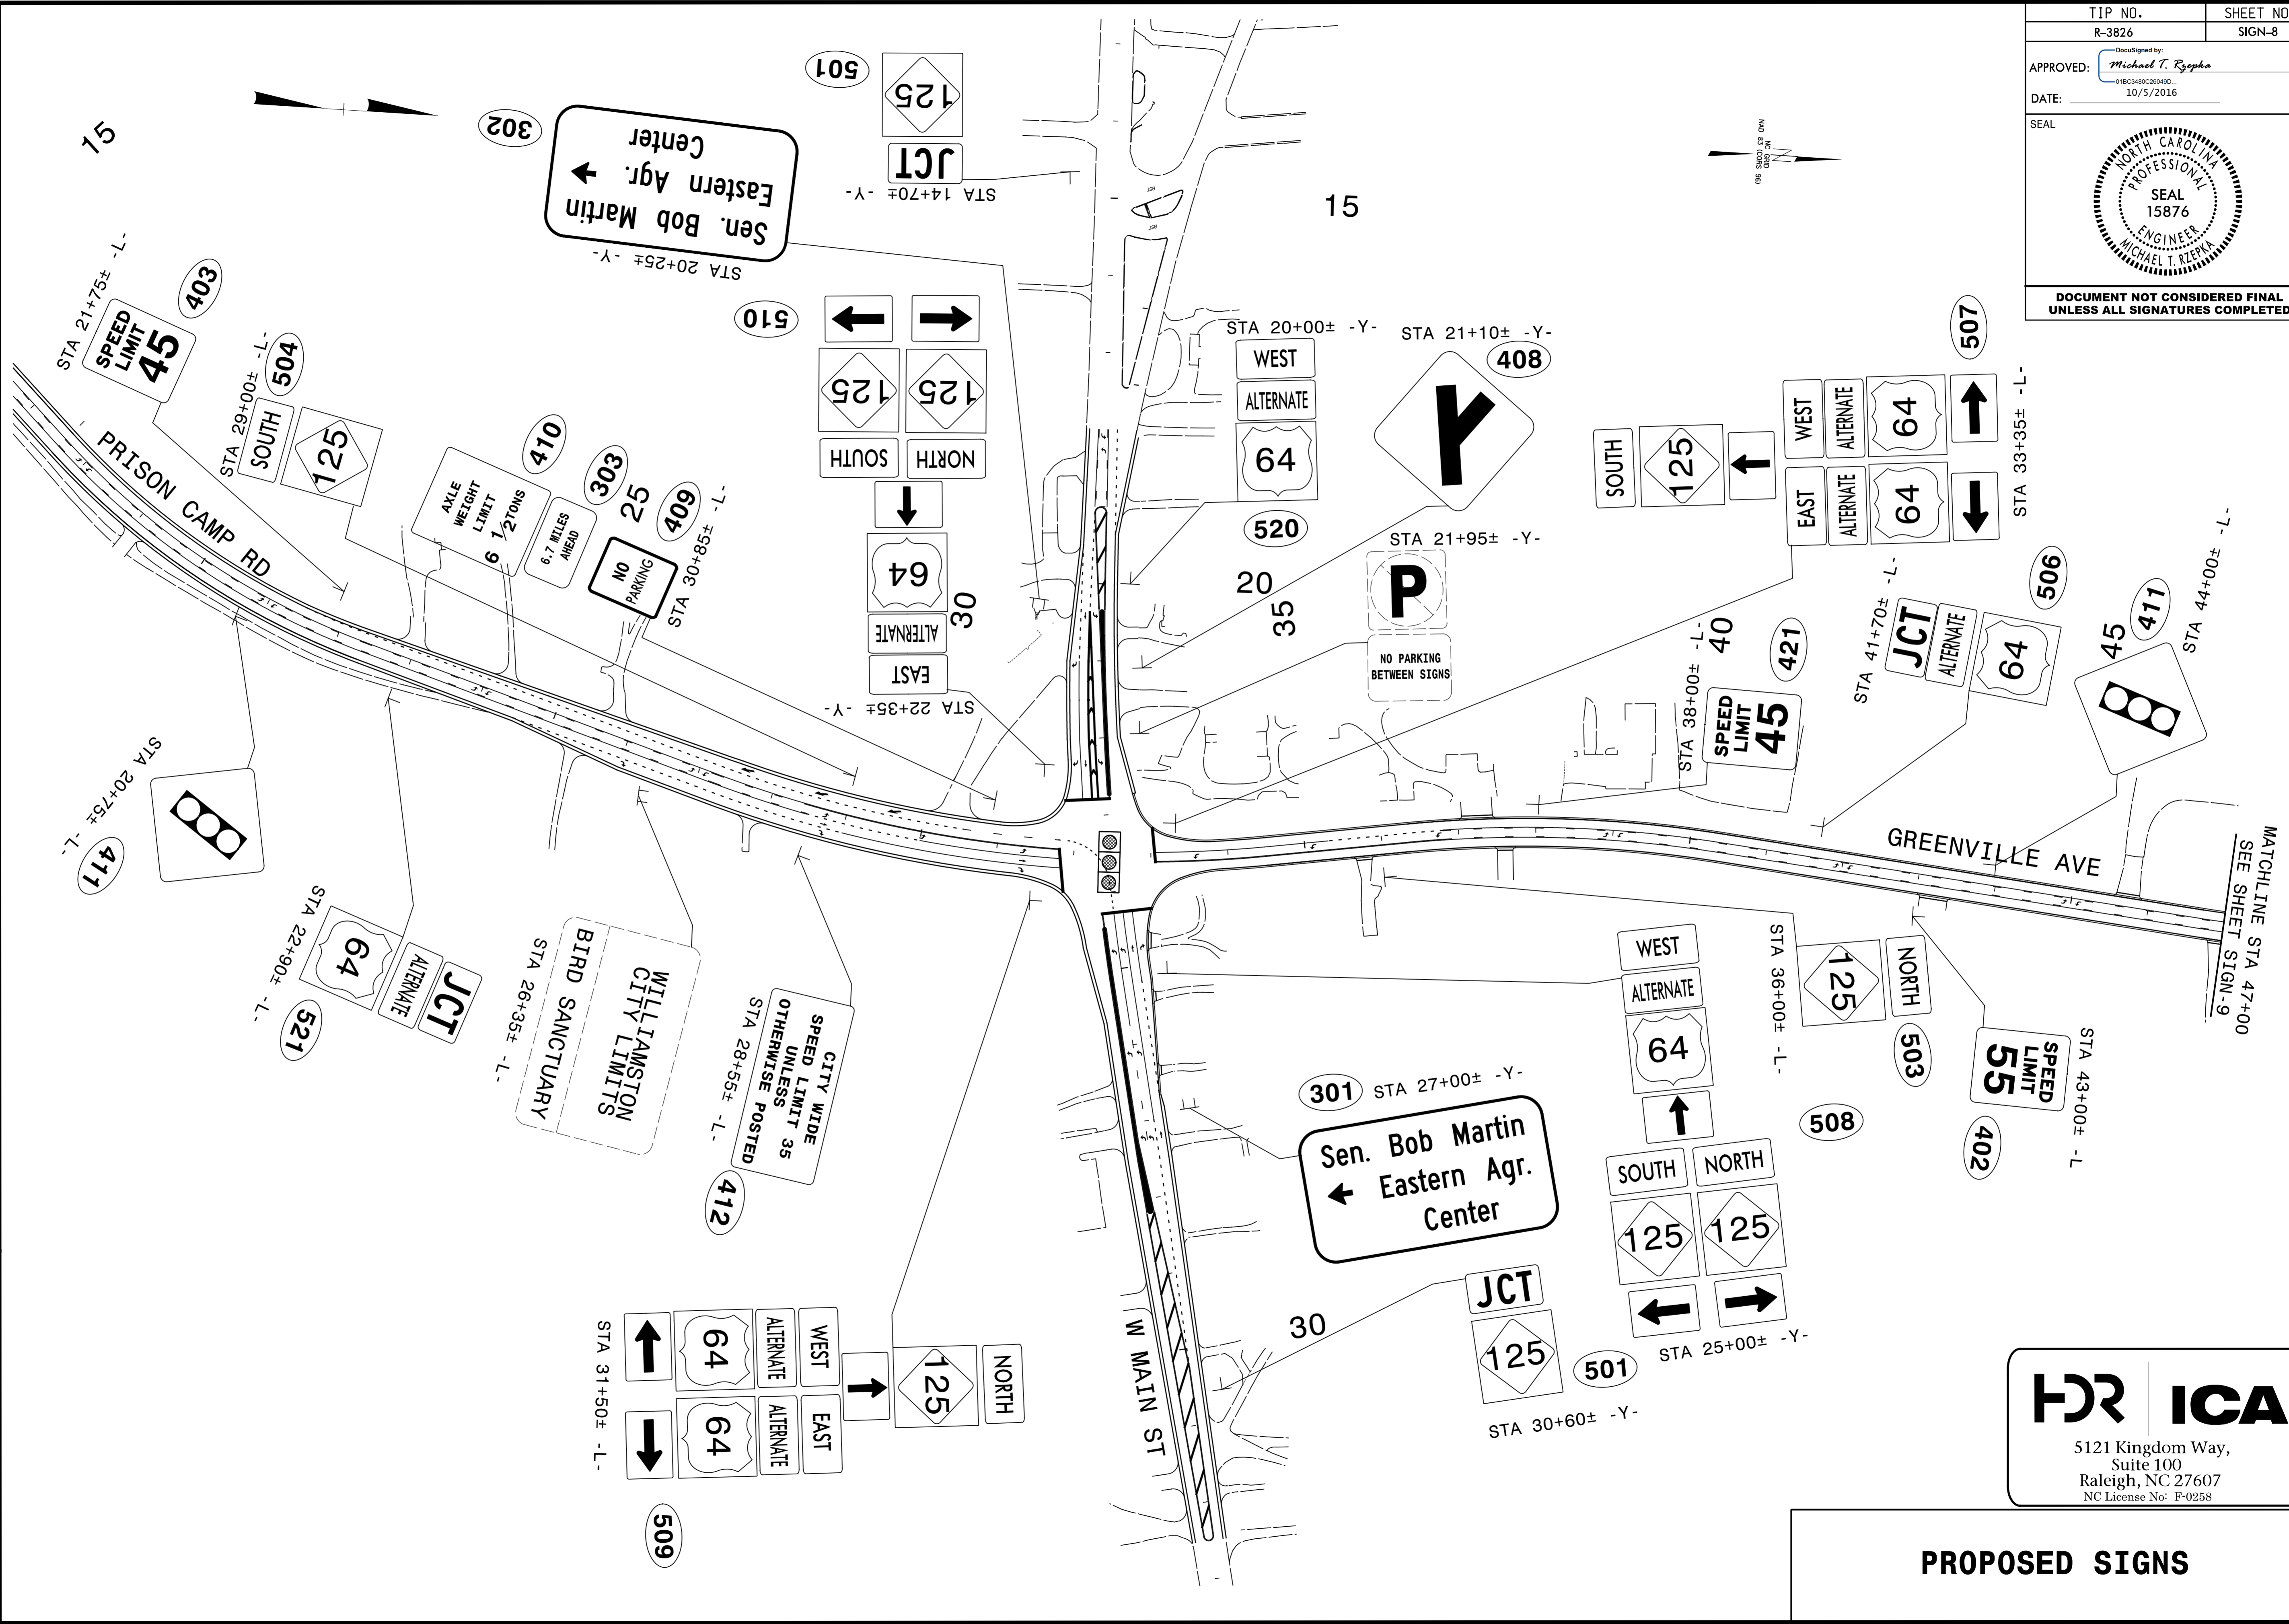 TIP NO.
SHEET NO
R-3826
SIGN-8
DocuSigned by:
APPROVED: Michael T. Rzepka
01BC3480C26049D...
DATE: 10/5/2016
SEAL
NORTH CAROLINA
PROFESSIONAL
SEAL
15876
ENGINEER
MICHAEL T. RZEPKA
DOCUMENT NOT CONSIDERED FINAL
UNLESS ALL SIGNATURES COMPLETED
NC GRID
NAD 83 (CORS 96)
15
302
Sen. Bob Martin
Eastern Agr.
Center
STA 20+25± -Y-
501
125
JCT
STA 14+70± -Y-
15
STA 21+75± -L-
SPEED
LIMIT
45
403
STA 29+00± -L-
504
SOUTH
125
PRISON CAMP RD
AXLE
WEIGHT
LIMIT
6 1/2 TONS
410
6.7 MILES
AHEAD
303
25
NO
PARKING
409
STA 30+85± -L-
510
125
125
SOUTH
NORTH
64
30
ALTERNATE
EAST
STA 22+35± -Y-
STA 20+00± -Y-
WEST
ALTERNATE
64
520
STA 21+10± -Y-
408
STA 21+95± -Y-
P
NO PARKING
BETWEEN SIGNS
20
35
507
SOUTH
125
WEST
ALTERNATE
64
EAST
ALTERNATE
64
STA 33+35± -L-
STA 38+00± -L-
40
421
SPEED
LIMIT
45
STA 41+70± -L-
JCT
ALTERNATE
64
506
45
411
STA 44+00± -L-
GREENVILLE AVE
MATCHLINE STA 47+00
SEE SHEET SIGN-9
STA 20+75± -L-
411
STA 22+90± -L-
64
ALTERNATE
JCT
521
WILLIAMSTON
CITY LIMITS
BIRD SANCTUARY
STA 26+35± -L-
CITY WIDE
SPEED LIMIT 35
UNLESS
OTHERWISE POSTED
STA 28+55± -L-
412
STA 31+50± -L-
64
ALTERNATE
WEST
64
ALTERNATE
EAST
125
NORTH
509
W MAIN ST
301
STA 27+00± -Y-
Sen. Bob Martin
Eastern Agr.
Center
30
JCT
125
501
STA 30+60± -Y-
WEST
ALTERNATE
64
SOUTH
NORTH
125
125
STA 25+00± -Y-
508
STA 36+00± -L-
125
NORTH
503
SPEED
LIMIT
55
STA 43+00± -L
402
HDR
ICA
5121 Kingdom Way,
Suite 100
Raleigh, NC 27607
NC License No: F-0258
PROPOSED SIGNS